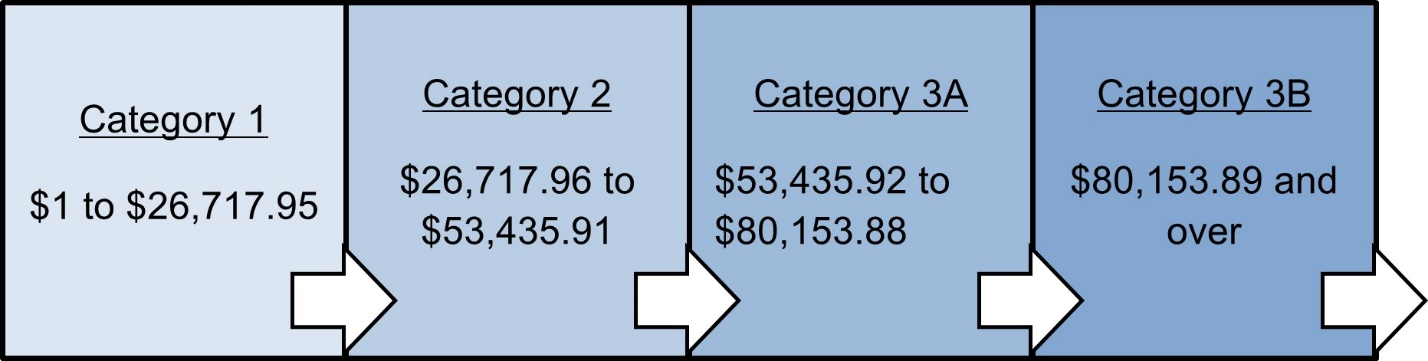 Category 1
$1 to $26,717.95
Category 2
$26,717.96 to
$53,435.91
Category 3A
$53,435.92 to
$80,153.88
Category 3B
$80,153.89 and
over